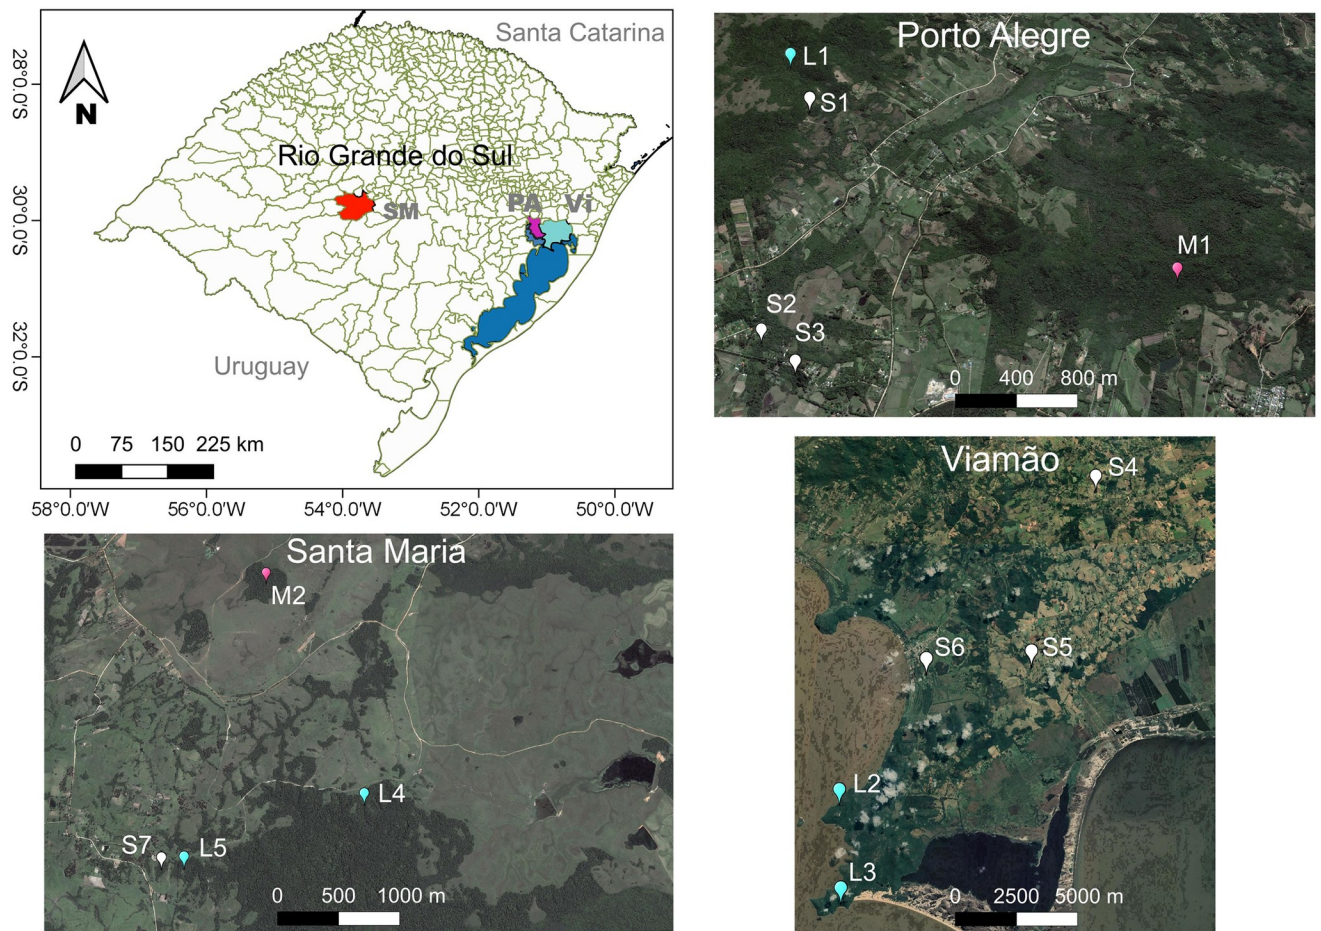 Santa Catarina
N
Rio Grande do Sul
SM
PA
Vi
Uruguay
0 75 150 225 km
28°0.0'S
30°0.0'S
32°0.0'S
58°0.0'W
56°0.0'W
54°0.0'W
52°0.0'W
50°0.0'W
Porto Alegre
L1
S1
M1
S2
S3
0 400 800 m
Santa Maria
M2
L4
S7
L5
0 500 1000 m
Viamão
S4
S6
S5
L2
L3
0 2500 5000 m